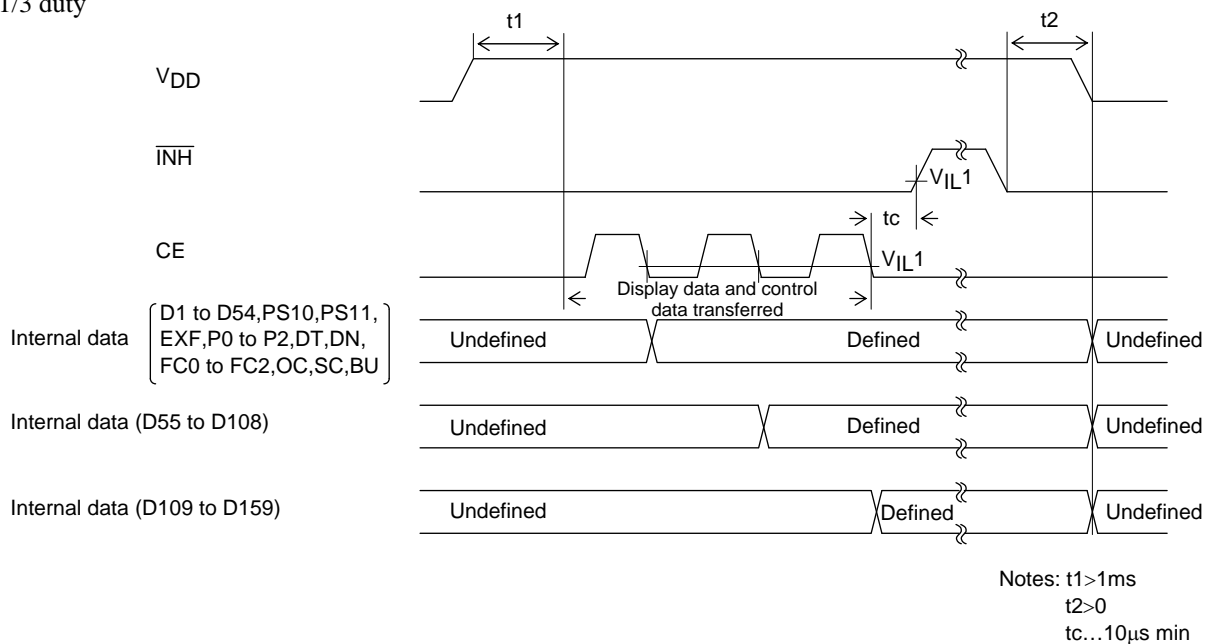 1/3 duty
t1
t2
VDD
INH
VIL1
tc
CE
VIL1
Display data and control
data transferred
Internal data
D1 to D54,PS10,PS11,
EXF,P0 to P2,DT,DN,
FC0 to FC2,OC,SC,BU
Undefined
Defined
Undefined
Internal data (D55 to D108)
Undefined
Defined
Undefined
Internal data (D109 to D159)
Undefined
Defined
Undefined
Notes: t1>1ms
t2>0
tc…10μs min